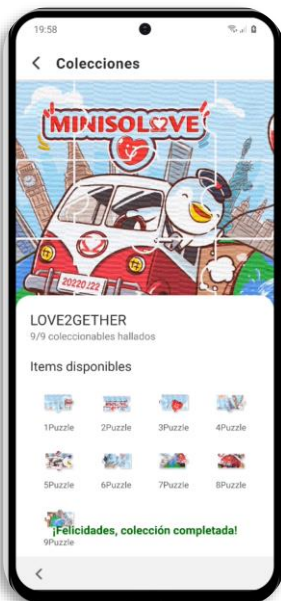 19:58
Colecciones
MINISOLOVE
20220122
LOVE2GETHER
9/9 coleccionables hallados
Items disponibles
1Puzzle 2Puzzle 3Puzzle 4Puzzle
5Puzzle 6Puzzle 7Puzzle 8Puzzle
¡Felicidades, colección completada!
9Puzzle